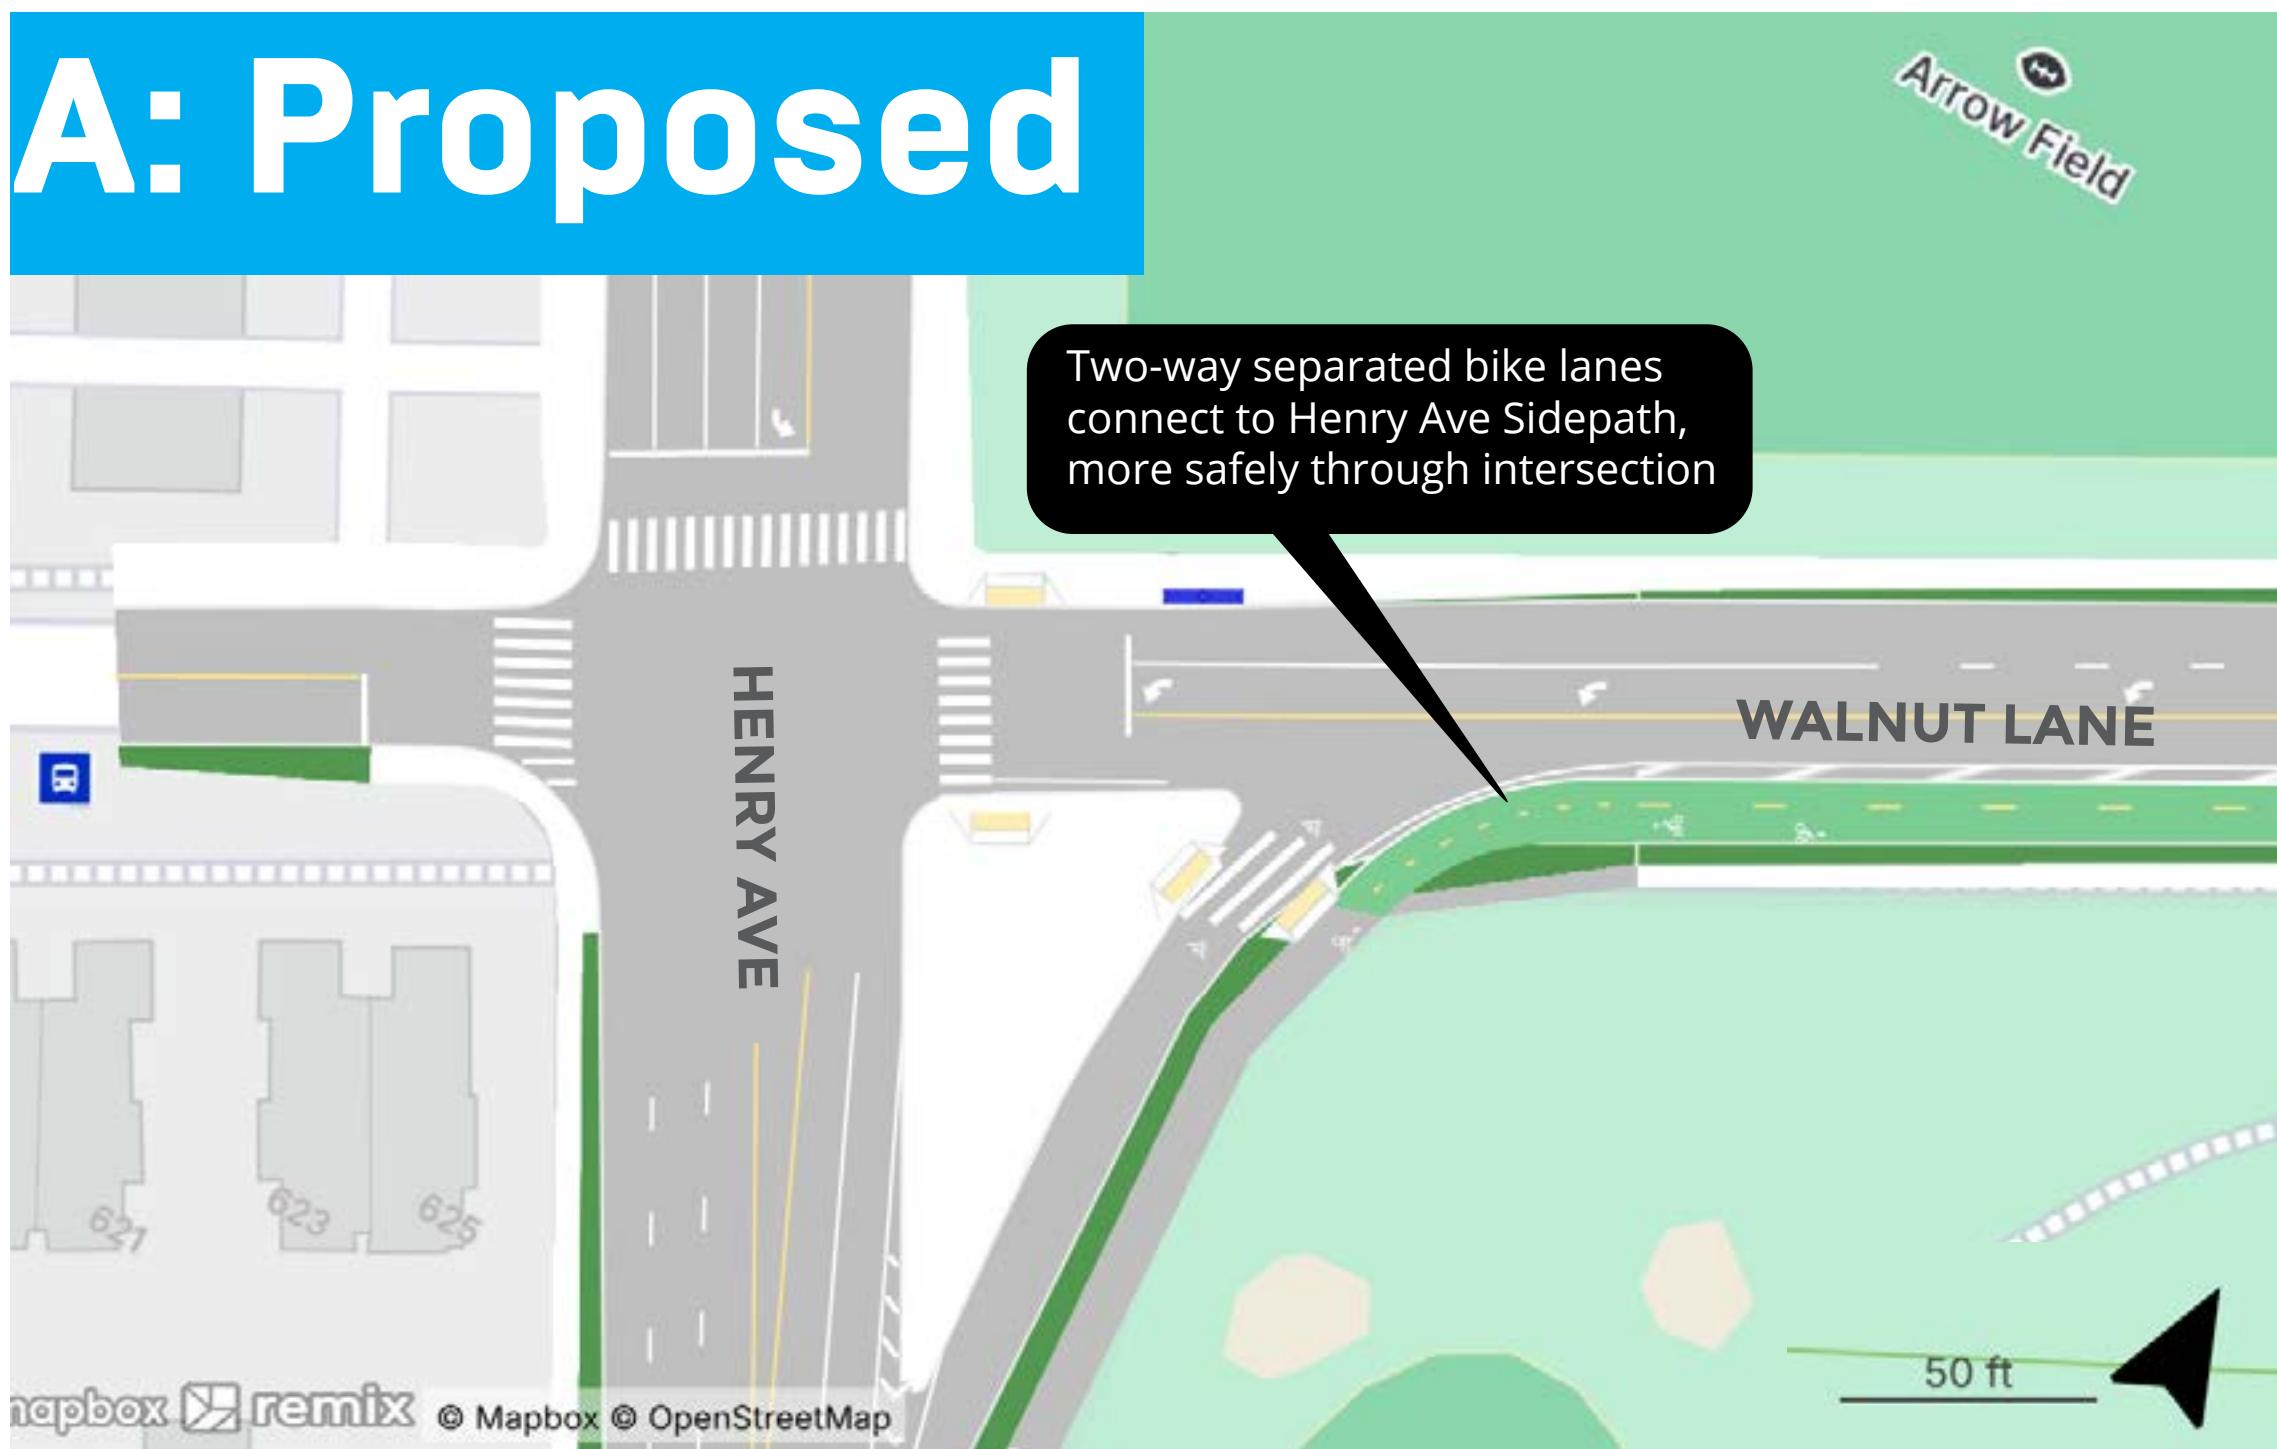 A: Proposed
Arrow Field
Two-way separated bike lanes
connect to Henry Ave Sidepath,
more safely through intersection
HENRY AVE
WALNUT LANE
621
623
625
50 ft
mapbox remix © Mapbox © OpenStreetMap